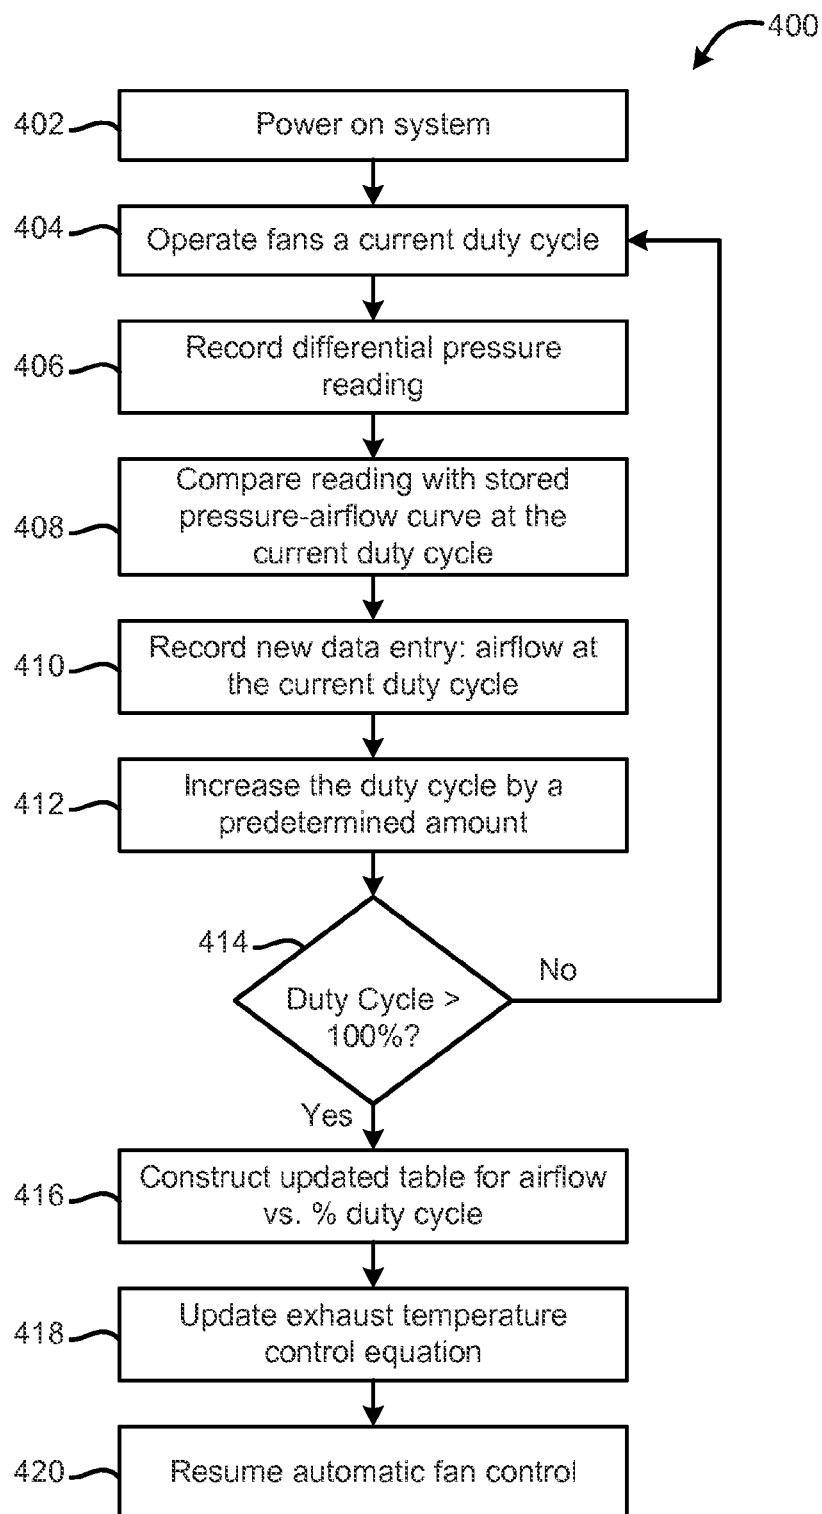 400
402
Power on system
404
Operate fans a current duty cycle
406
Record differential pressure
reading
408
Compare reading with stored
pressure-airflow curve at the
current duty cycle
410
Record new data entry: airflow at
the current duty cycle
412
Increase the duty cycle by a
predetermined amount
414
Duty Cycle >
100%?
No
Yes
416
Construct updated table for airflow
vs. % duty cycle
418
Update exhaust temperature
control equation
420
Resume automatic fan control